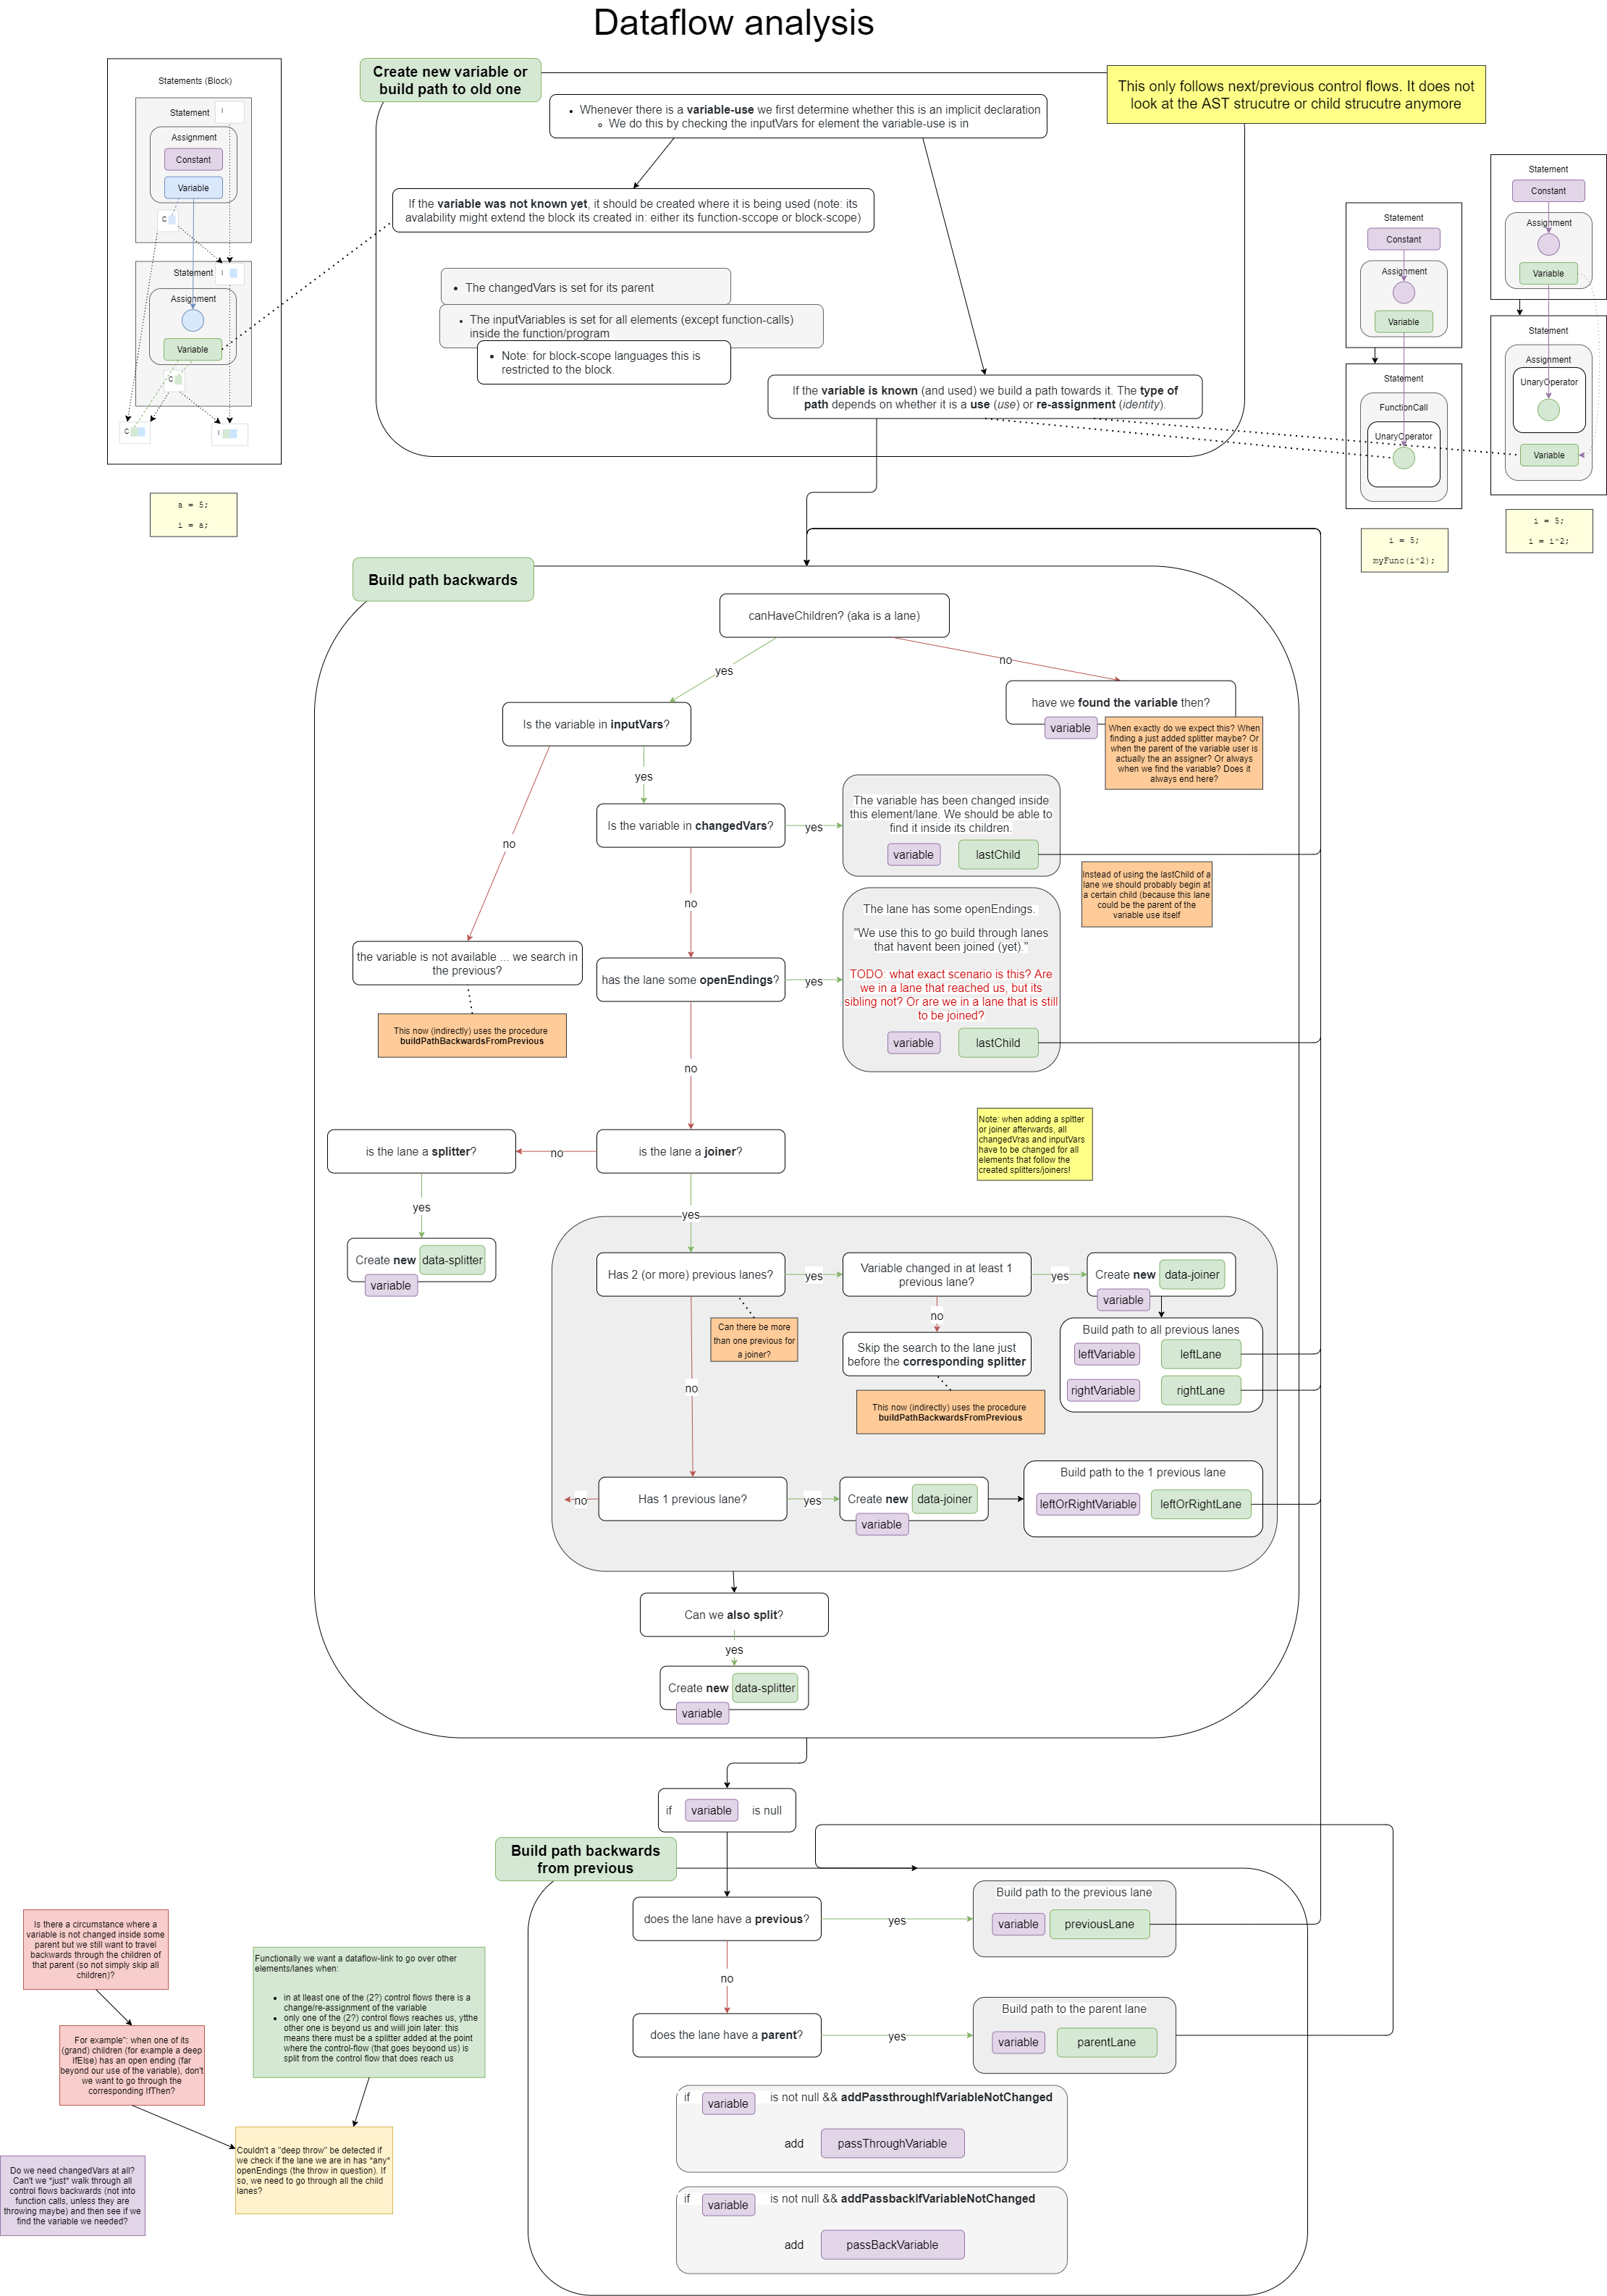 Dataflow analysis
Statements (Block)
Statement
I
Assignment
Constant
Variable
C
Statement
I
Assignment
Variable
C
C
I
a = 5;
i = a;
Create new variable or
build path to old one
This only follows next/previous control flows. It does not
look at the AST strucutre or child strucutre anymore
Whenever there is a variable-use we first determine whether this is an implicit declaration
We do this by checking the inputVars for element the variable-use is in
If the variable was not known yet, it should be created where it is being used (note: its
avalability might extend the block its created in: either its function-sccope or block-scope)
The changedVars is set for its parent
The inputVariables is set for all elements (except function-calls)
inside the function/program
Note: for block-scope languages this is
restricted to the block.
If the variable is known (and used) we build a path towards it. The type of
path depends on whether it is a use (use) or re-assignment (identity).
Statement
Constant
Assignment
Variable
Statement
FunctionCall
UnaryOperator
i = 5;
myFunc(i^2);
Statement
Constant
Assignment
Variable
Statement
Assignment
UnaryOperator
Variable
i = 5;
i = i^2;
Build path backwards
canHaveChildren? (aka is a lane)
yes
no
Is the variable in inputVars?
have we found the variable then?
variable
When exactly do we expect this? When
finding a just added splitter maybe? Or
when the parent of the variable user is
actually the an assigner? Or always
when we find the variable? Does it
always end here?
yes
no
Is the variable in changedVars?
yes
The variable has been changed inside
this element/lane. We should be able to
find it inside its children.
variable
lastChild
Instead of using the lastChild of a
lane we should probably begin at
a certain child (because this lane
could be the parent of the
variable use itself
no
the variable is not available ... we search in
the previous?
This now (indirectly) uses the procedure
buildPathBackwardsFromPrevious
has the lane some openEndings?
yes
The lane has some openEndings.
"We use this to go build through lanes
that havent been joined (yet)."
TODO: what exact scenario is this? Are
we in a lane that reached us, but its
sibling not? Or are we in a lane that is still
to be joined?
variable
lastChild
no
Note: when adding a spltter
or joiner afterwards, all
changedVras and inputVars
have to be changed for all
elements that follow the
created splitters/joiners!
is the lane a splitter?
no
is the lane a joiner?
yes
yes
Create new
data-splitter
variable
Has 2 (or more) previous lanes?
yes
Variable changed in at least 1
previous lane?
yes
Create new
data-joiner
variable
Can there be more
than one previous for
a joiner?
no
Skip the search to the lane just
before the corresponding splitter
This now (indirectly) uses the procedure
buildPathBackwardsFromPrevious
Build path to all previous lanes
leftVariable
leftLane
rightVariable
rightLane
no
no
Has 1 previous lane?
yes
Create new
data-joiner
variable
Build path to the 1 previous lane
leftOrRightVariable
leftOrRightLane
Can we also split?
yes
Create new
data-splitter
variable
if
variable
is null
Build path backwards
from previous
does the lane have a previous?
yes
Build path to the previous lane
variable
previousLane
no
does the lane have a parent?
yes
Build path to the parent lane
variable
parentLane
if
variable
is not null && addPassthroughIfVariableNotChanged
add
passThroughVariable
if
variable
is not null && addPassbackIfVariableNotChanged
add
passBackVariable
Is there a circumstance where a
variable is not changed inside some
parent but we still want to travel
backwards through the children of
that parent (so not simply skip all
children)?
For example": when one of its
(grand) children (for example a deep
IfElse) has an open ending (far
beyond our use of the variable), don't
we want to go through the
corresponding IfThen?
Functionally we want a dataflow-link to go over other
elements/lanes when:
in at lleast one of the (2?) control flows there is a
change/re-assignment of the variable
only one of the (2?) control flows reaches us, ytthe
other one is beyond us and wiill join later: this
means there must be a splitter added at the point
where the control-flow (that goes beyoond us) is
split from the control flow that does reach us
Couldn't a "deep throw" be detected if
we check if the lane we are in has *any*
openEndings (the throw in question). If
so, we need to go through all the child
lanes?
Do we need changedVars at all?
Can't we *just* walk through all
control flows backwards (not into
function calls, unless they are
throwing maybe) and then see if we
find the variable we needed?